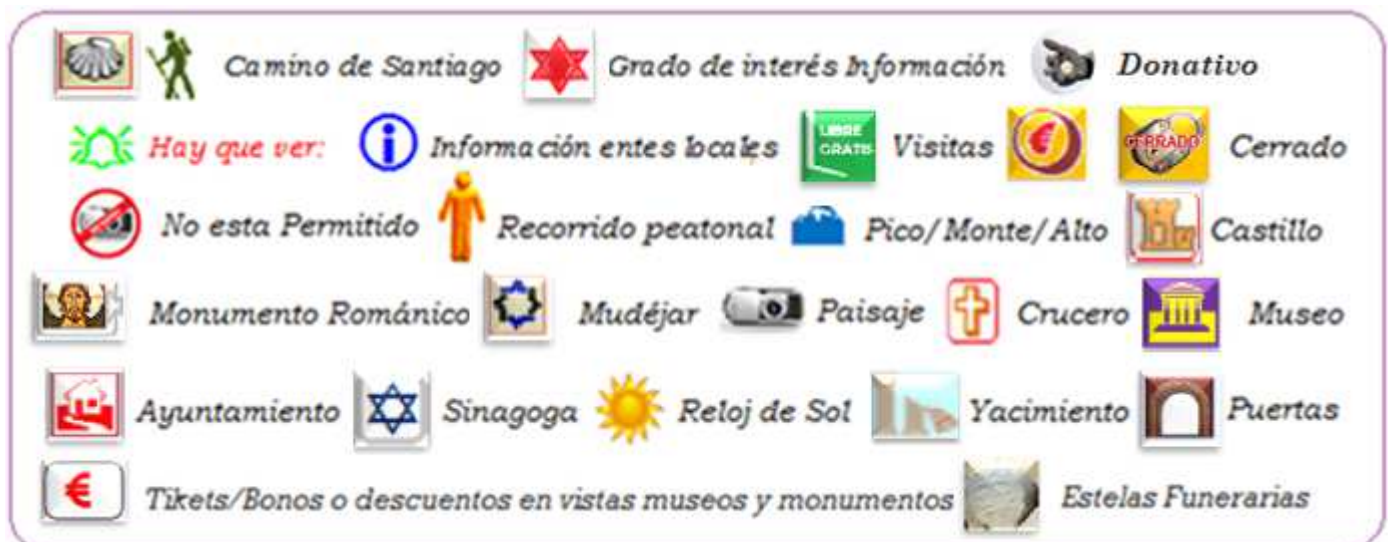 Camino de Santiago Grado de interés Información Donativo
Hay que ver: i Información entes locales LIBRE GRATIS Visitas € CERRADO Cerrado
No esta Permitido Recorrido peatonal Pico/Monte/Alto Castillo
Monumento Románico Mudéjar Paisaje Crucero Museo
Ayuntamiento Sinagoga Reloj de Sol Yacimiento Puertas
€ Tikets/Bonos o descuentos en vistas museos y monumentos Estelas Funerarias